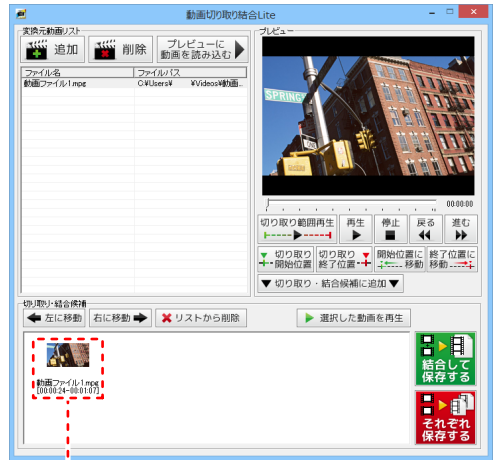 動画切り取り結合Lite
変換元動画リスト
追加
削除
プレビューに
動画を読み込む
ファイル名
ファイルパス
動画ファイル1.mpg
C:¥Users¥
¥Videos¥動画...
プレビュー
SPRING
00:00:00
切り取り範囲再生
再生
停止
戻る
進む
切り取り
開始位置
切り取り
終了位置
開始位置に
移動
終了位置に
移動
▼ 切り取り・結合候補に追加 ▼
切り取り・結合候補
左に移動
右に移動
リストから削除
選択した動画を再生
動画ファイル1.mpg
[00:00:24-00:01:07]
結合して
保存する
それぞれ
保存する